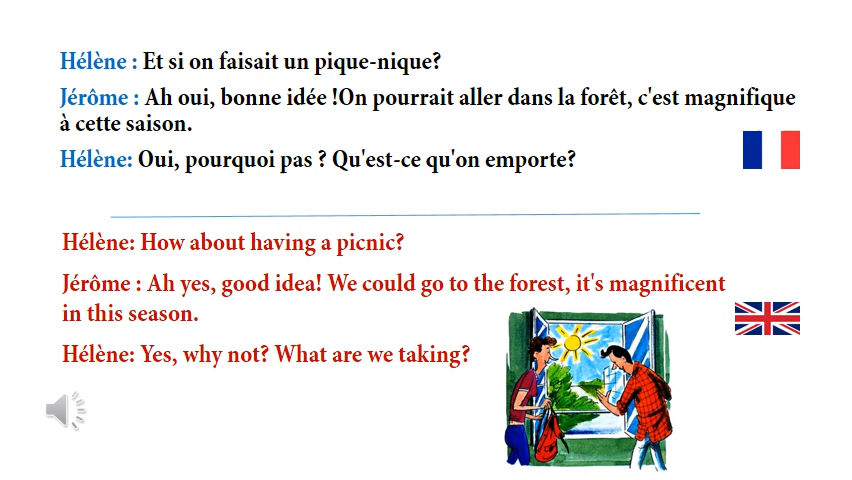 Hélène : Et si on faisait un pique-nique?
Jérôme : Ah oui, bonne idée !On pourrait aller dans la forêt, c'est magnifique
à cette saison.
Hélène: Oui, pourquoi pas ? Qu'est-ce qu'on emporte?
Hélène: How about having a picnic?
Jérôme : Ah yes, good idea! We could go to the forest, it's magnificent
in this season.
Hélène: Yes, why not? What are we taking?